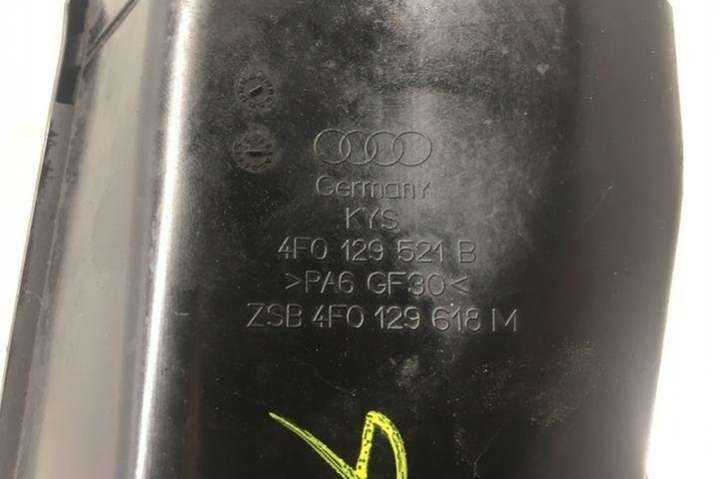 Germany
KYS
4F0 129 521 B
>PA6 GF30<
ZSB 4F0 129 618 M